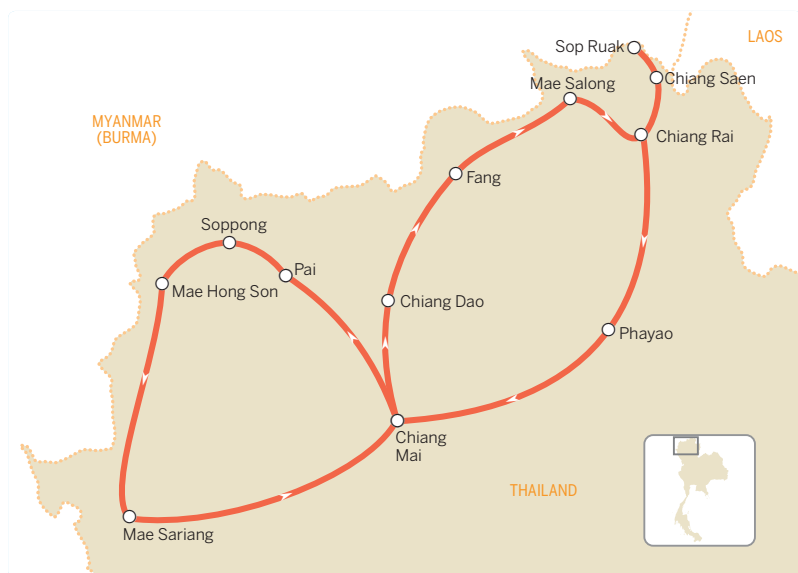 LAOS
Sop Ruak
Chiang Saen
Mae Salong
MYANMAR
(BURMA)
Chiang Rai
Fang
Soppong
Pai
Mae Hong Son
Chiang Dao
Phayao
Chiang
Mai
THAILAND
Mae Sariang